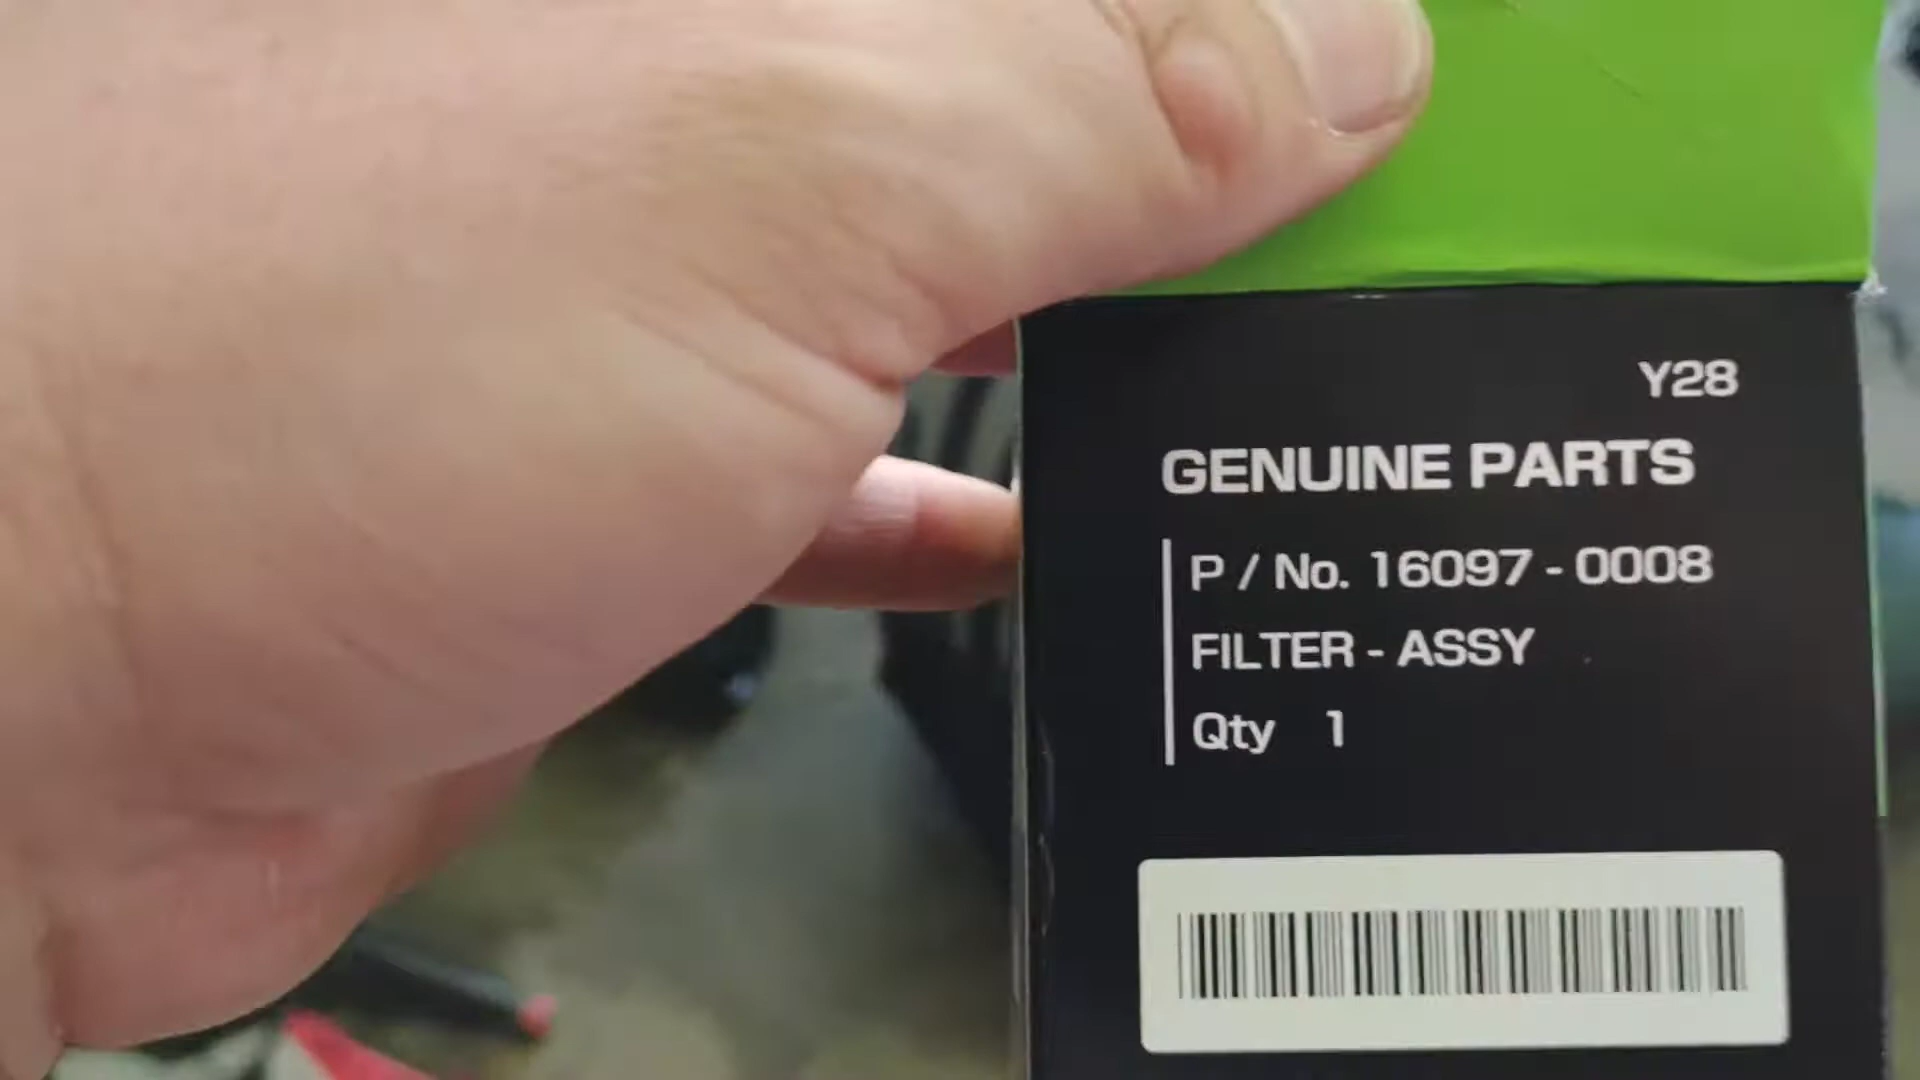 Y28
GENUINE PARTS
P / No. 16097 - 0008
FILTER - ASSY
Qty 1